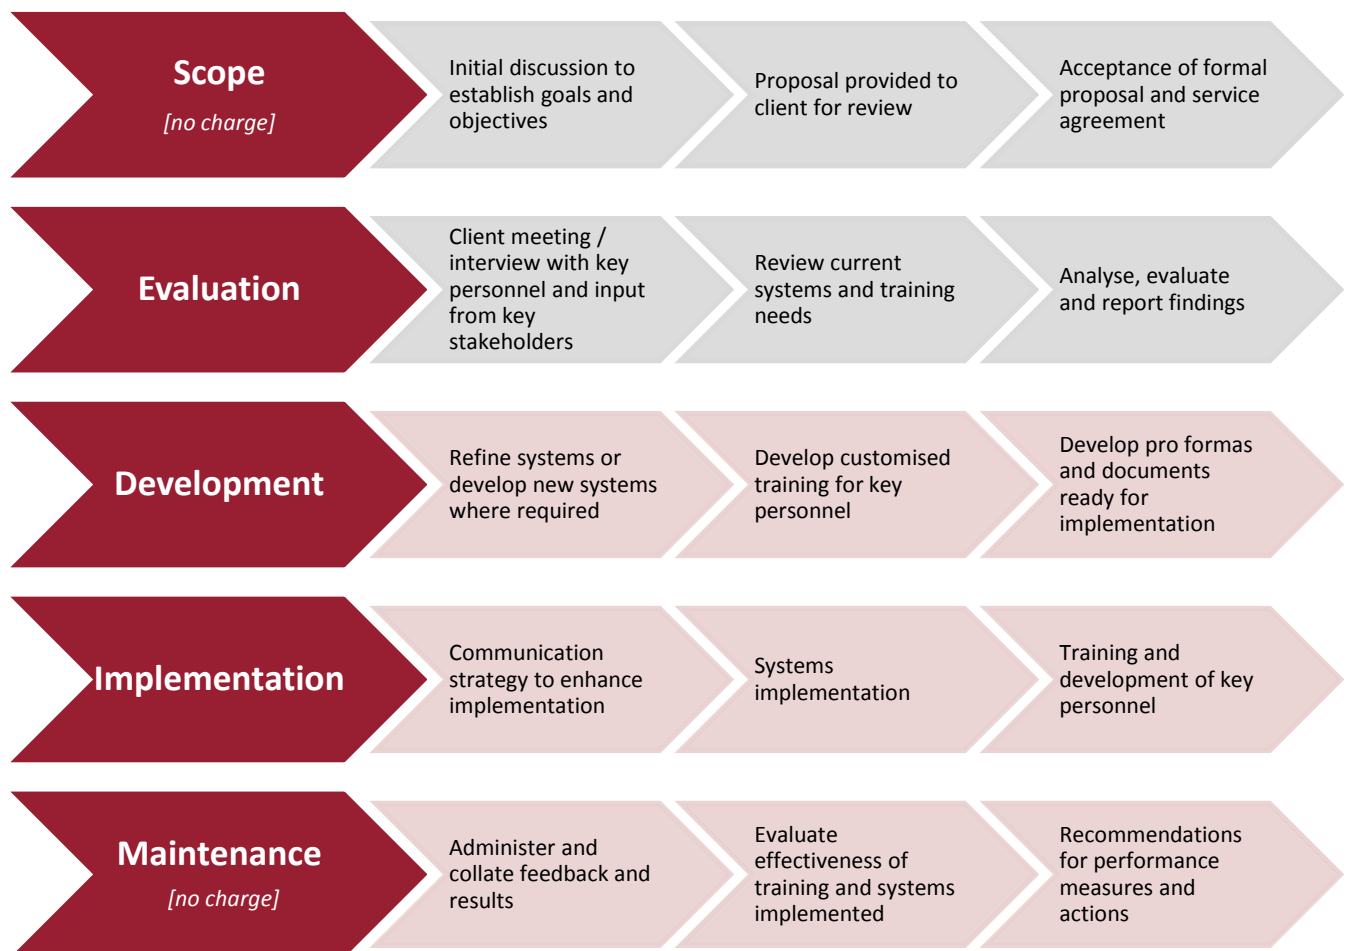 Scope
[no charge]
Initial discussion to
establish goals and
objectives
Proposal provided to
client for review
Acceptance of formal
proposal and service
agreement
Evaluation
Client meeting /
interview with key
personnel and input
from key
stakeholders
Review current
systems and training
needs
Analyse, evaluate
and report findings
Development
Refine systems or
develop new systems
where required
Develop customised
training for key
personnel
Develop pro formas
and documents
ready for
implementation
Implementation
Communication
strategy to enhance
implementation
Systems
implementation
Training and
development of key
personnel
Maintenance
[no charge]
Administer and
collate feedback and
results
Evaluate
effectiveness of
training and systems
implemented
Recommendations
for performance
measures and
actions